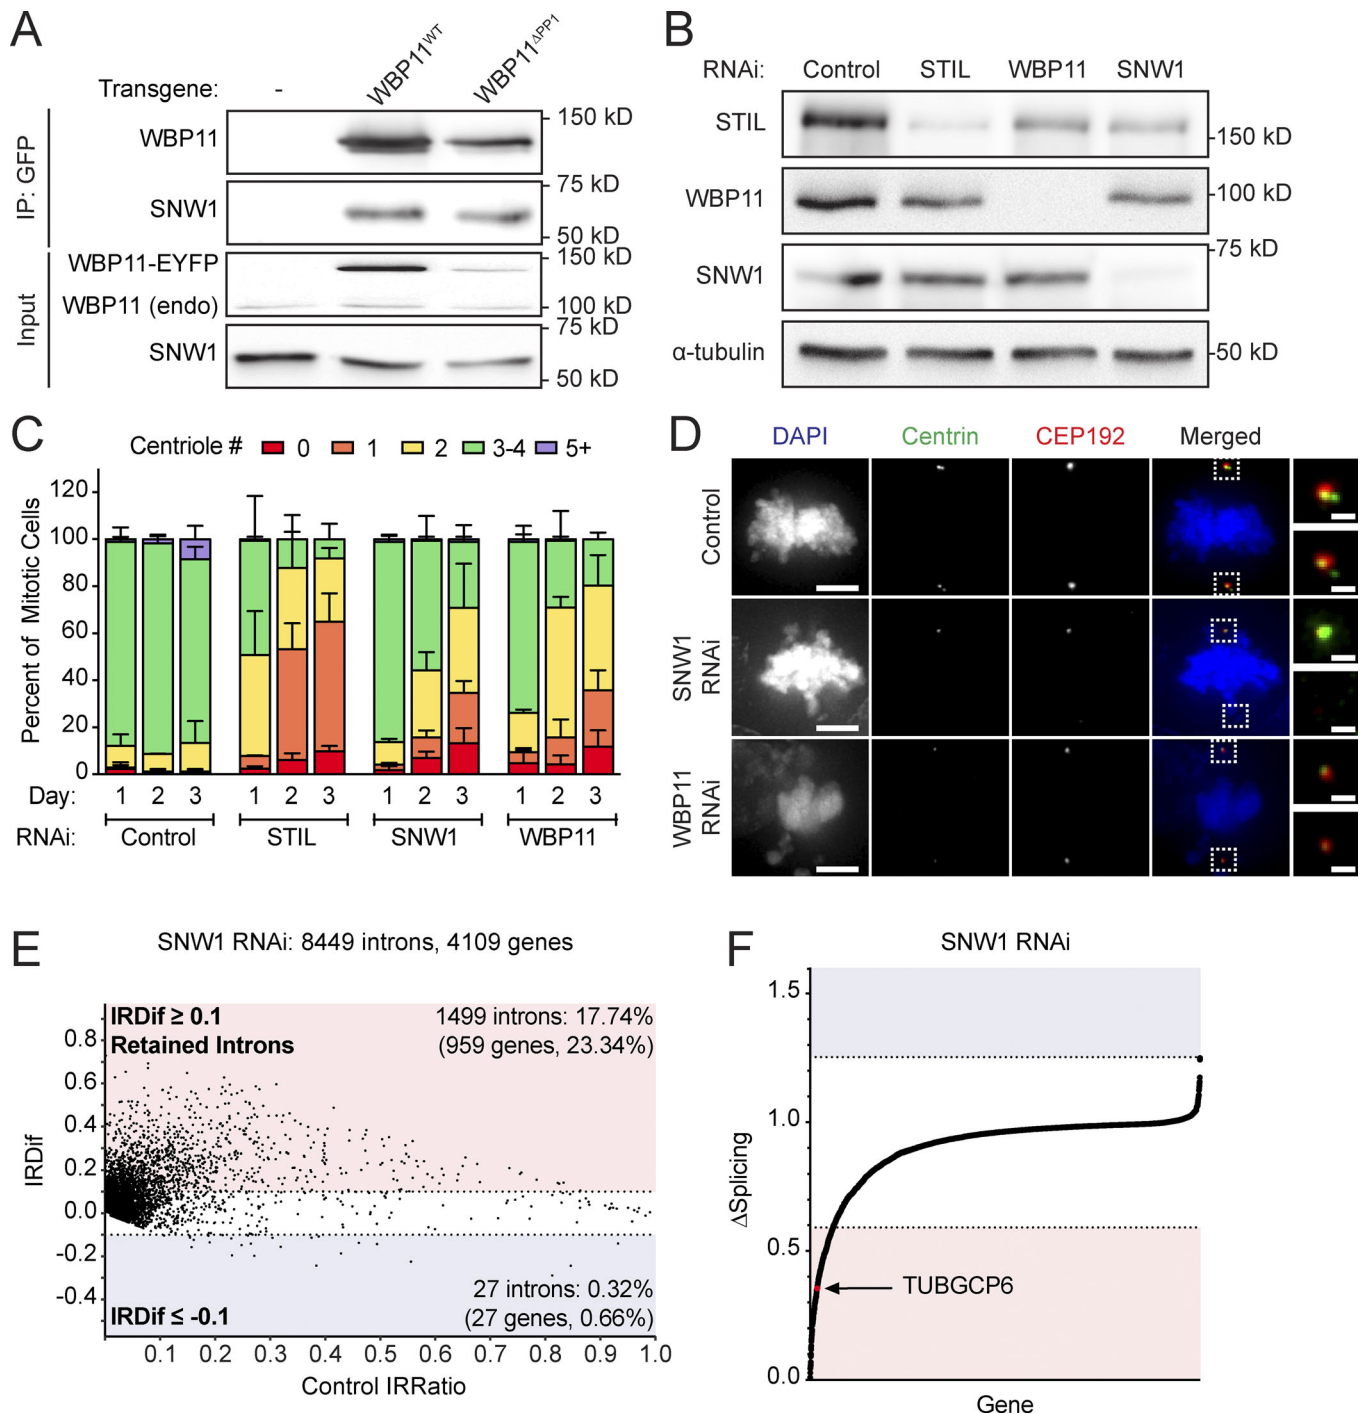 A
Transgene:
-
WBP11WT
WBP11ΔPP1
IP: GFP
WBP11
150 kD
SNW1
75 kD
50 kD
Input
WBP11-EYFP
150 kD
WBP11 (endo)
100 kD
SNW1
75 kD
50 kD
B
RNAi: Control STIL WBP11 SNW1
STIL
150 kD
WBP11
100 kD
SNW1
75 kD
α-tubulin
50 kD
C
Centriole # 0 1 2 3-4 5+
Percent of Mitotic Cells
120
100
80
60
40
20
0
Day: 1 2 3 1 2 3 1 2 3 1 2 3
RNAi: Control STIL SNW1 WBP11
D
DAPI Centrin CEP192 Merged
Control
SNW1
RNAi
WBP11
RNAi
E
SNW1 RNAi: 8449 introns, 4109 genes
IRDif
IRDif ≥ 0.1
Retained Introns
1499 introns: 17.74%
(959 genes, 23.34%)
0.8
0.6
0.4
0.2
0.0
-0.2
-0.4
27 introns: 0.32%
(27 genes, 0.66%)
IRDif ≤ -0.1
0.1 0.2 0.3 0.4 0.5 0.6 0.7 0.8 0.9 1.0
Control IRRatio
F
SNW1 RNAi
ΔSplicing
1.5
1.0
0.5
0.0
TUBGCP6
Gene